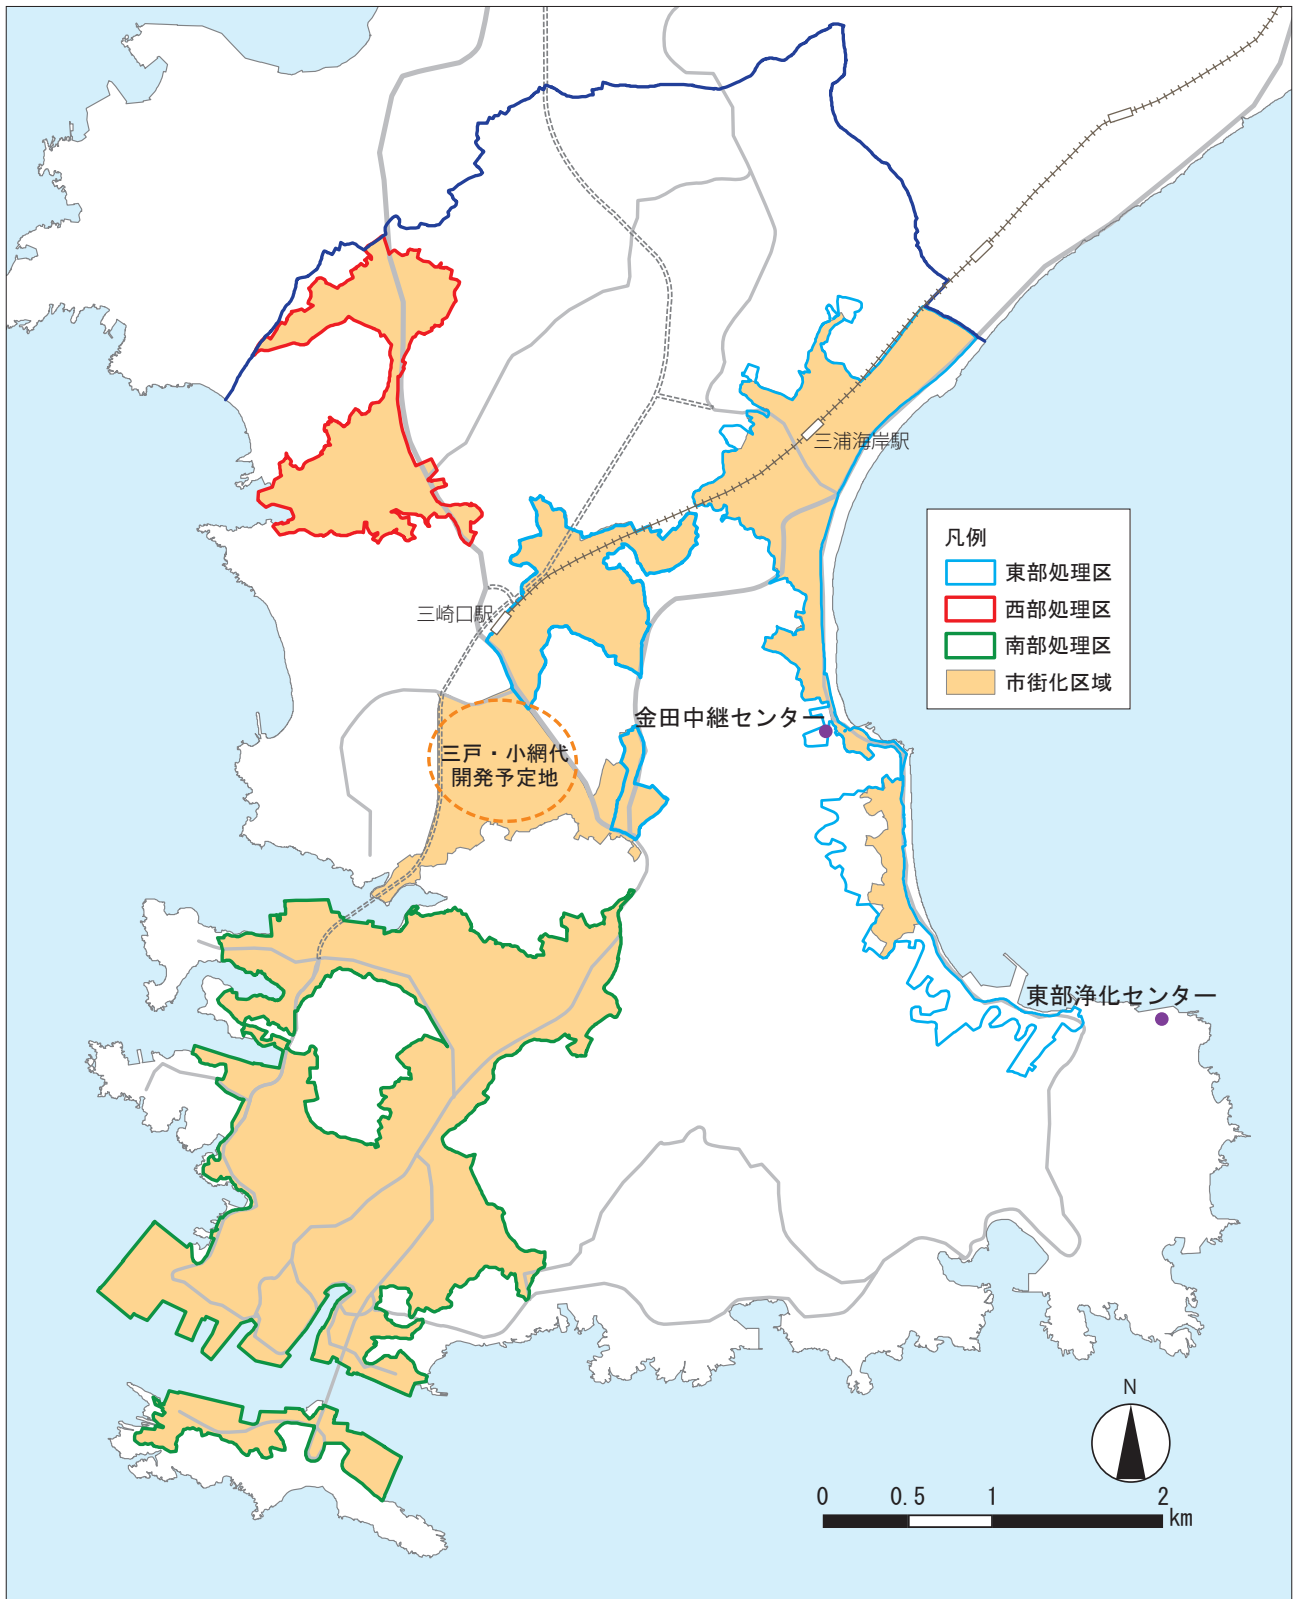 三浦海岸駅
凡例
東部処理区
西部処理区
南部処理区
市街化区域
三崎口駅
金田中継センター
三戸・小網代
開発予定地
東部浄化センター
N
0 0.5 1 2
km